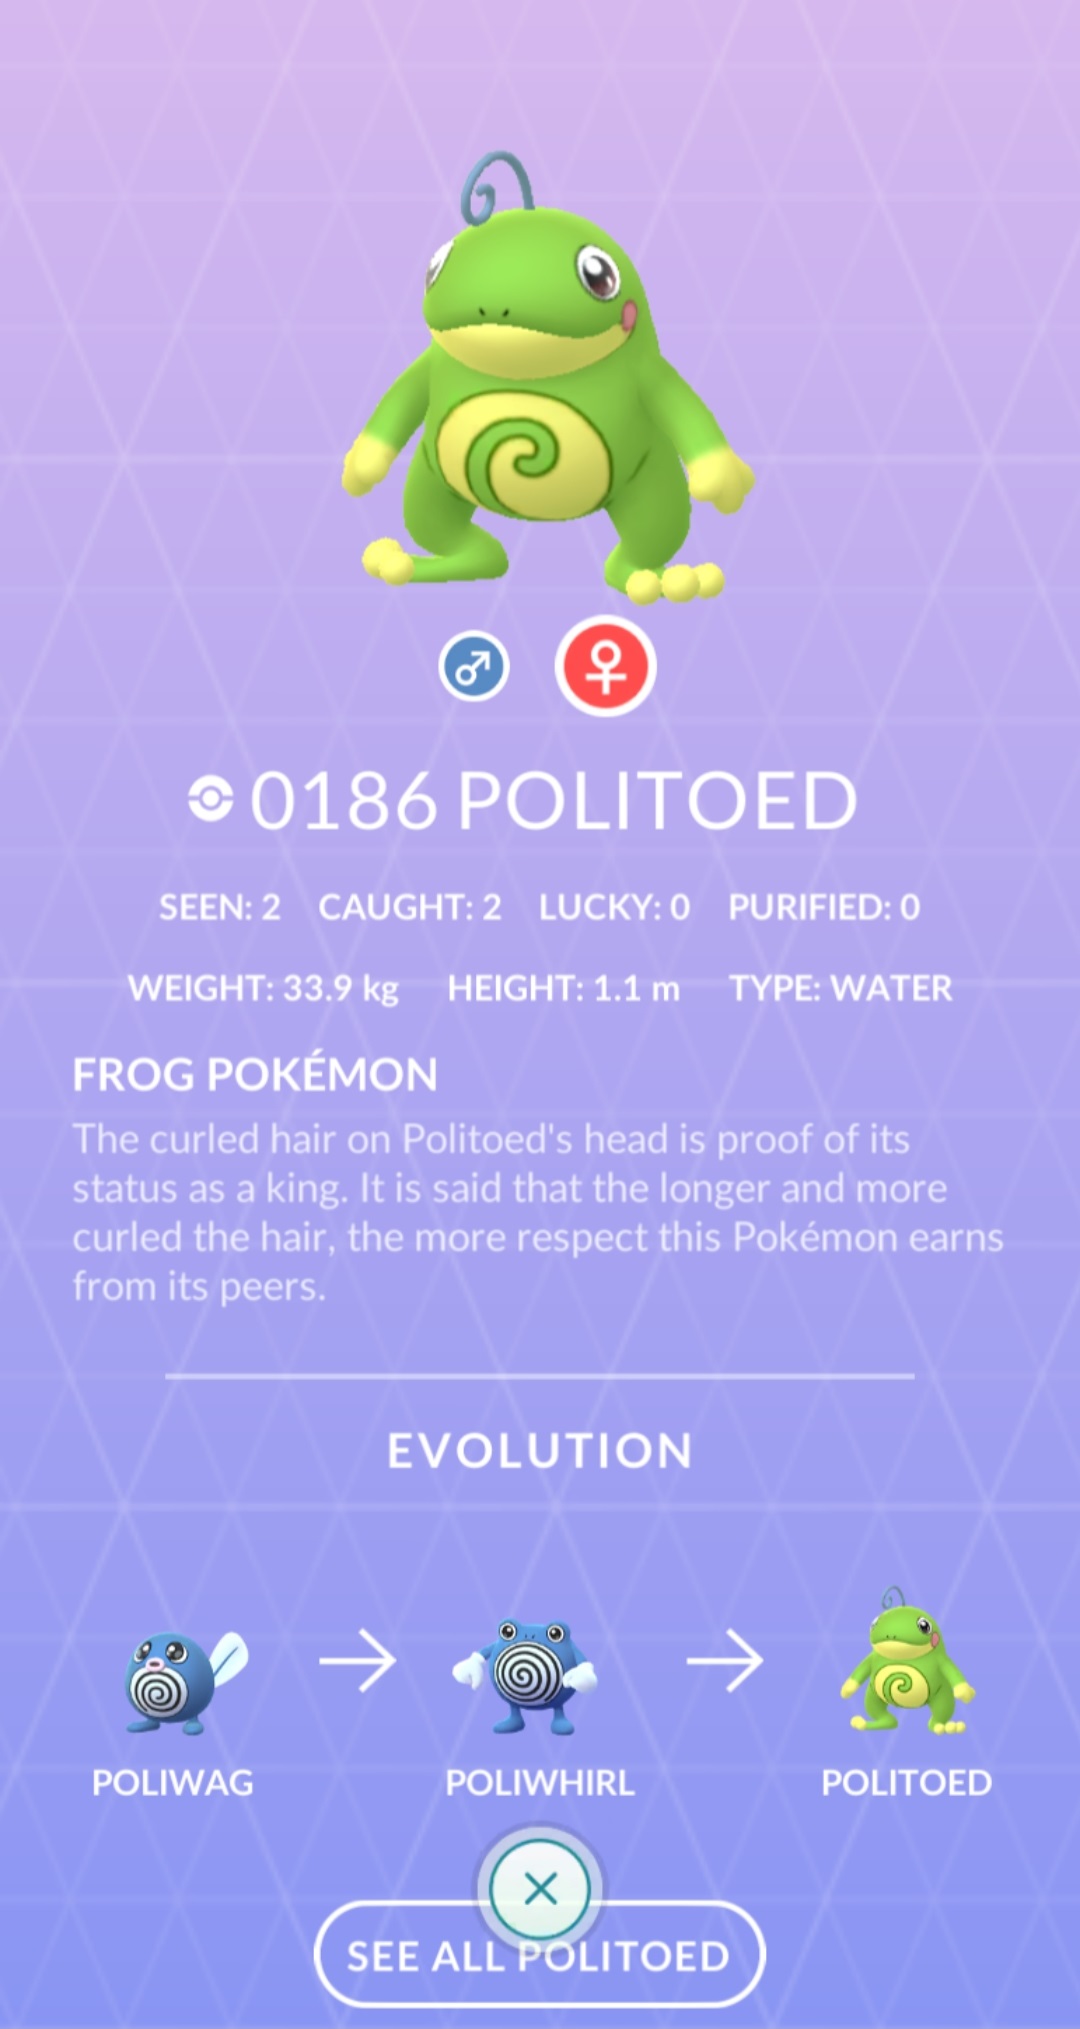 0186 POLITOED
SEEN: 2 CAUGHT: 2 LUCKY: 0 PURIFIED: 0
WEIGHT: 33.9 kg HEIGHT: 1.1 m TYPE: WATER
FROG POKÉMON
The curled hair on Politoed's head is proof of its
status as a king. It is said that the longer and more
curled the hair, the more respect this Pokémon earns
from its peers.
EVOLUTION
POLIWAG POLIWHIRL POLITOED
SEE ALL POLITOED